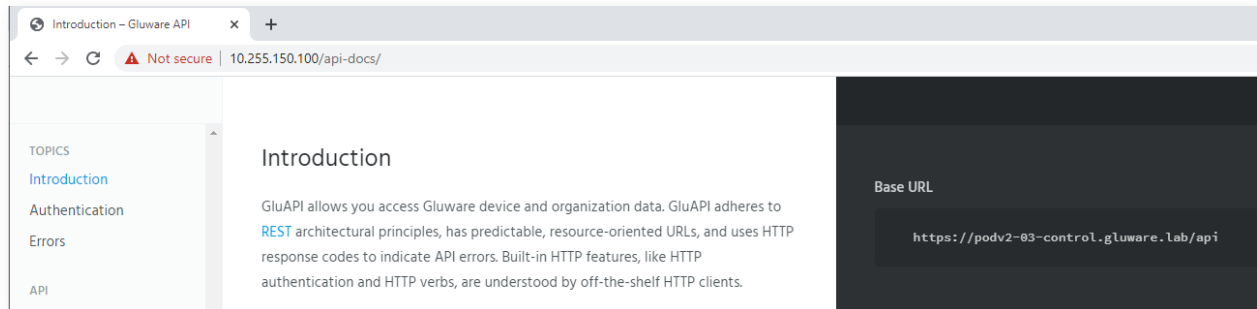 Introduction – Gluware API
Not secure | 10.255.150.100/api-docs/
TOPICS
Introduction
Authentication
Errors
API
Introduction
GluAPI allows you access Gluware device and organization data. GluAPI adheres to
REST architectural principles, has predictable, resource-oriented URLs, and uses HTTP
response codes to indicate API errors. Built-in HTTP features, like HTTP
authentication and HTTP verbs, are understood by off-the-shelf HTTP clients.
Base URL
https://podv2-03-control.gluware.lab/api